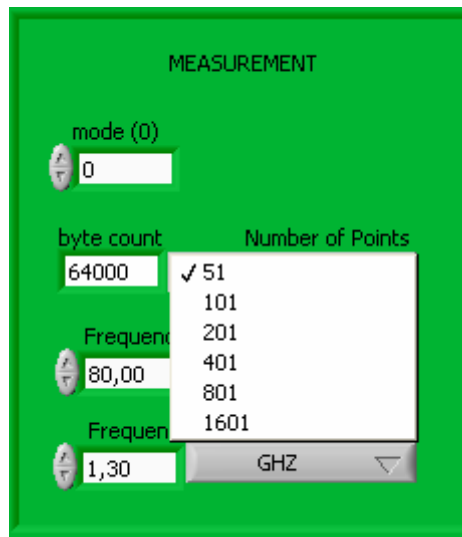 MEASUREMENT
mode (0)
0
byte count Number of Points
64000 ✓ 51
101
201
Frequenc
401
80,00
801
1601
Frequen
1,30 GHZ